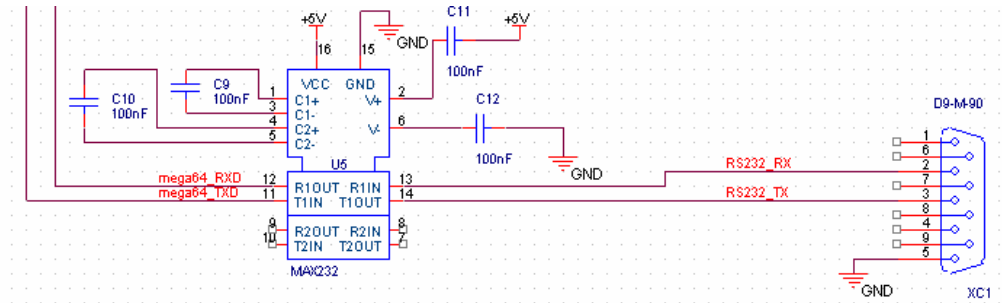 +5V
C11
+5V
16
15
GND
100nF
C10
100nF
C9
100nF
VCC GND
1 C1+ V+ 2
3 C1-
4 C2+ V- 6
5 C2-
C12
100nF
GND
U5
mega64_RXD 12 R1OUT R1IN 13 RS232_RX
mega64_TXD 11 T1IN T1OUT 14 RS232_TX
9 R2OUT R2IN 8
10 T2IN T2OUT 7
MAX232
D9-M-90
1
6
2
7
3
8
4
9
5
GND
XC1